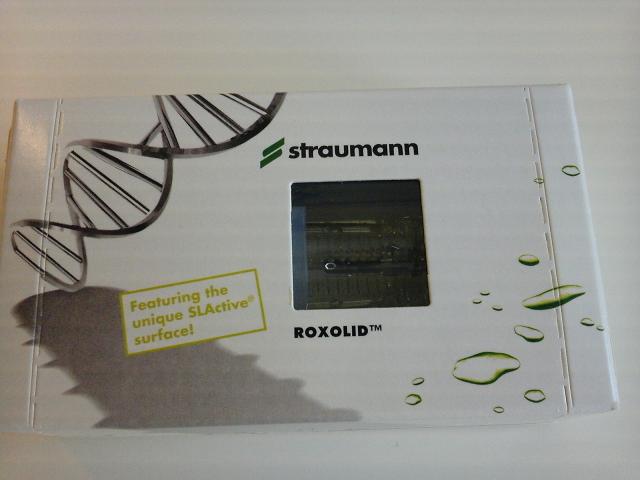 straumann
Featuring the
unique SLActive®
surface!
ROXOLID™